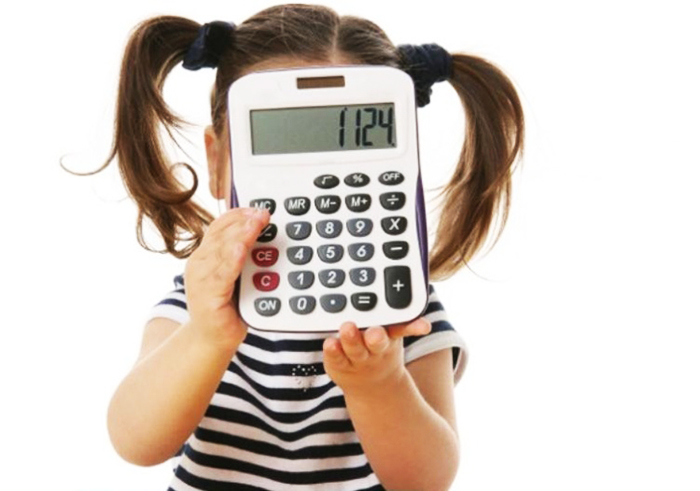 1124
√ % OFF
MC MR M− M+ ÷
7 8 9 X
CE 4 5 6 −
C 1 2 3 +
ON 0 . =